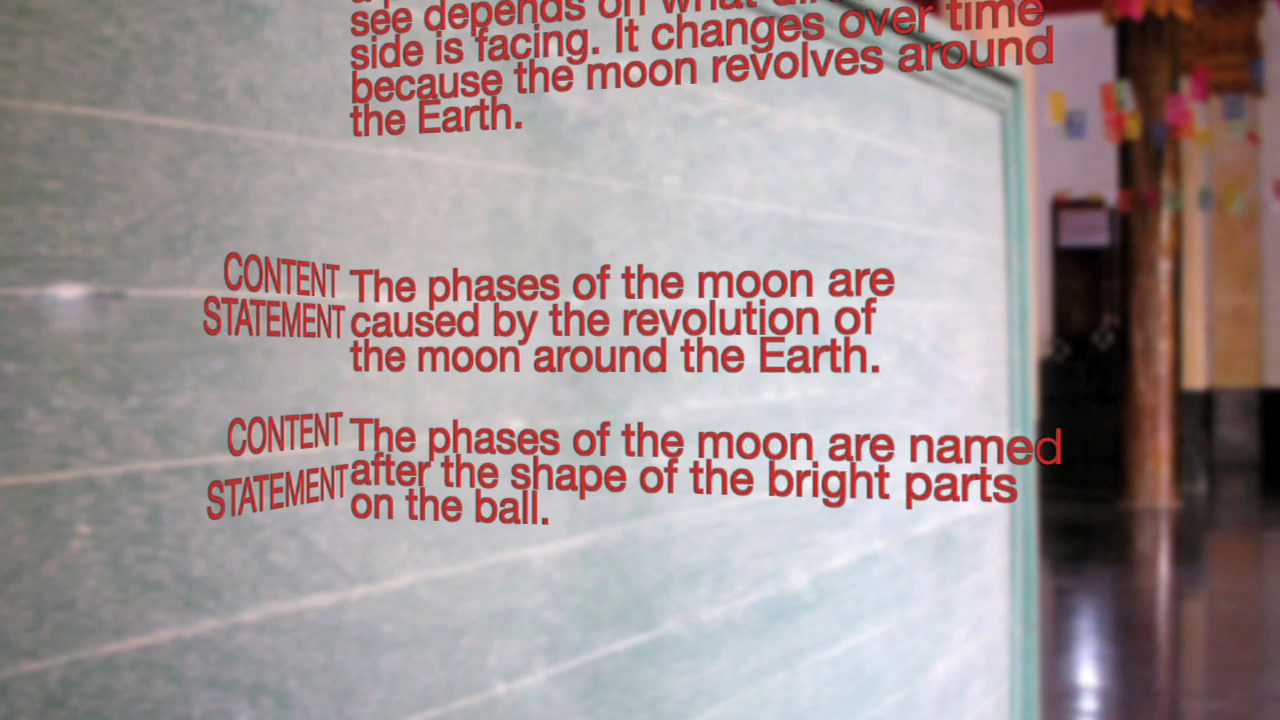 see depends on what
side is facing. It changes over time
because the moon revolves around
the Earth.
CONTENT STATEMENT
The phases of the moon are
caused by the revolution of
the moon around the Earth.
CONTENT STATEMENT
The phases of the moon are named
after the shape of the bright parts
on the ball.